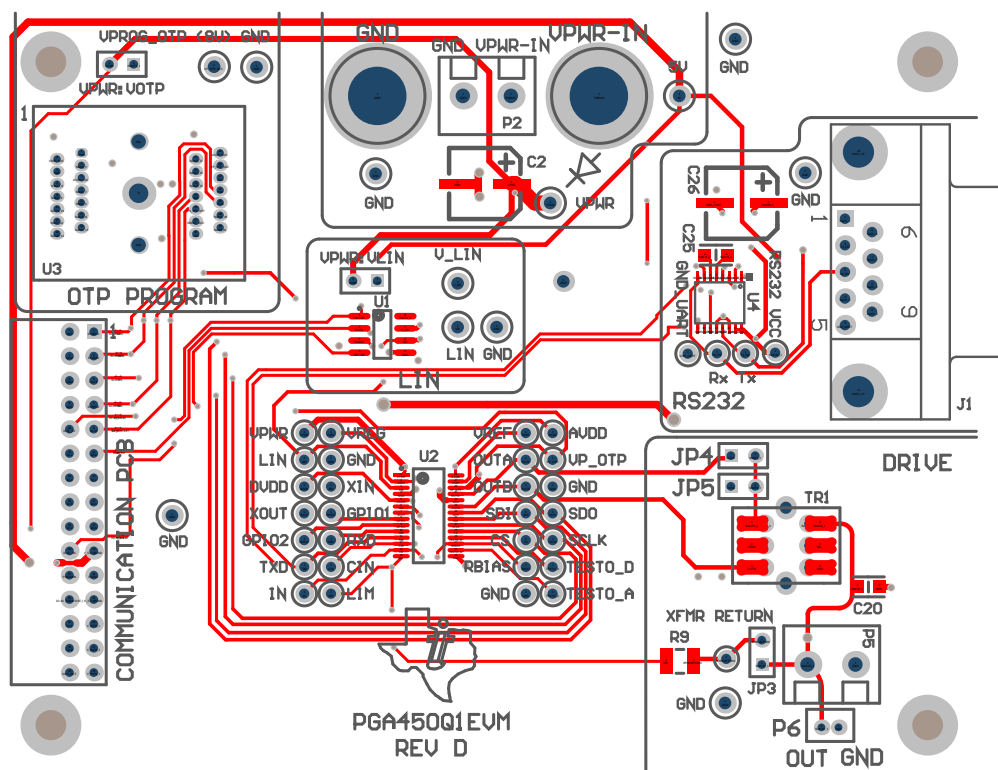 GND VPWR-IN
VPROG_OTP (8V) GND
GND VPWR-IN
5V
GND
VPWR:VOTP
1
P2
C2
GND
VPWR
C26
GND
1
6
U3
OTP PROGRAM
VPWR:VLIN
V_LIN
C25
RS232 VCC
GND_UART
U4
9
5
U1
1
LIN GND
LIN
Rx Tx
RS232
J1
VPWR VREG
VREF AVDD
LIN GND
U2
OUTA VP_OTP
JP4
DRIVE
DVDD XIN
OUTB GND
JP5
XOUT GPIO1
SDI SDO
TR1
GND
GPIO2 RXD
CS SCLK
TXD CIN
RBIAS TESTO_D
IN LIM
GND TESTO_A
C20
COMMUNICATION PCB
XFMR RETURN
R9
P5
JP3
GND
PGA450Q1EVM
REV D
P6
OUT GND